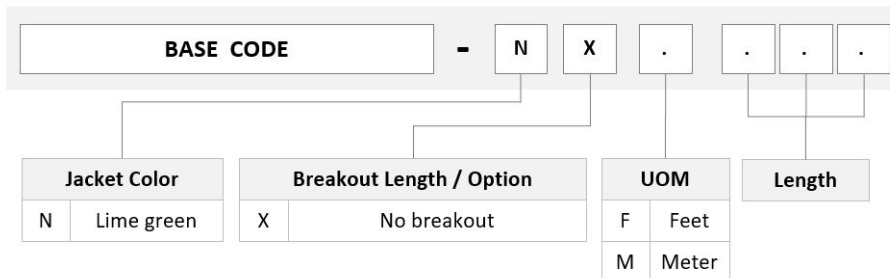 BASE CODE - N X . . . .
Jacket Color
N Lime green
Breakout Length / Option
X No breakout
UOM
F Feet
M Meter
Length